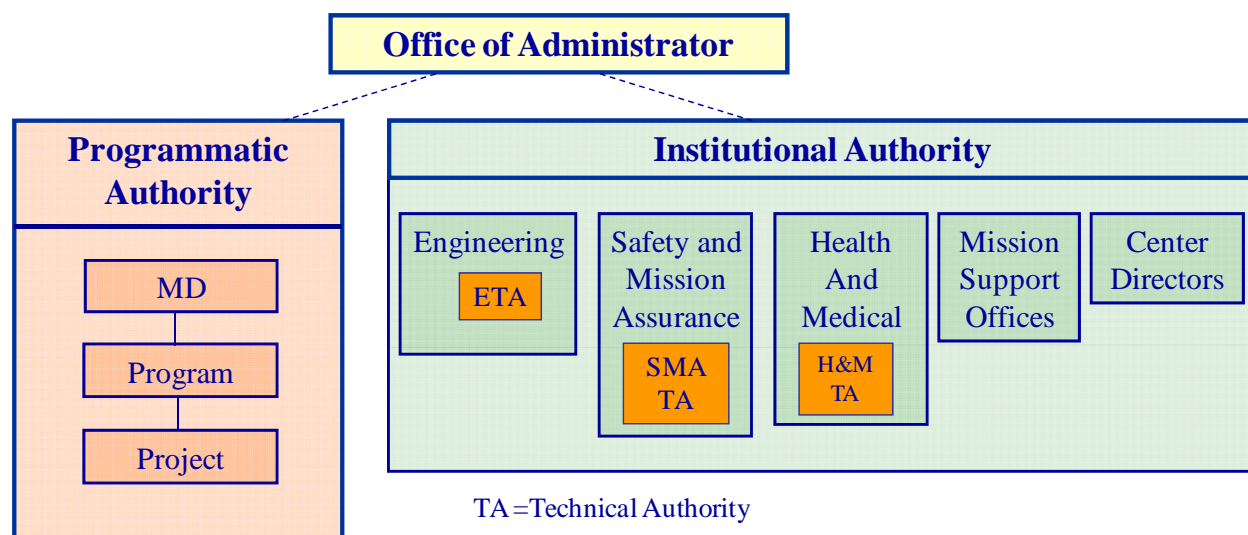 Office of Administrator
Programmatic
Authority
Institutional Authority
MD
Program
Project
Engineering
ETA
Safety and
Mission
Assurance
SMA
TA
Health
And
Medical
H&M
TA
Mission
Support
Offices
Center
Directors
TA=Technical Authority